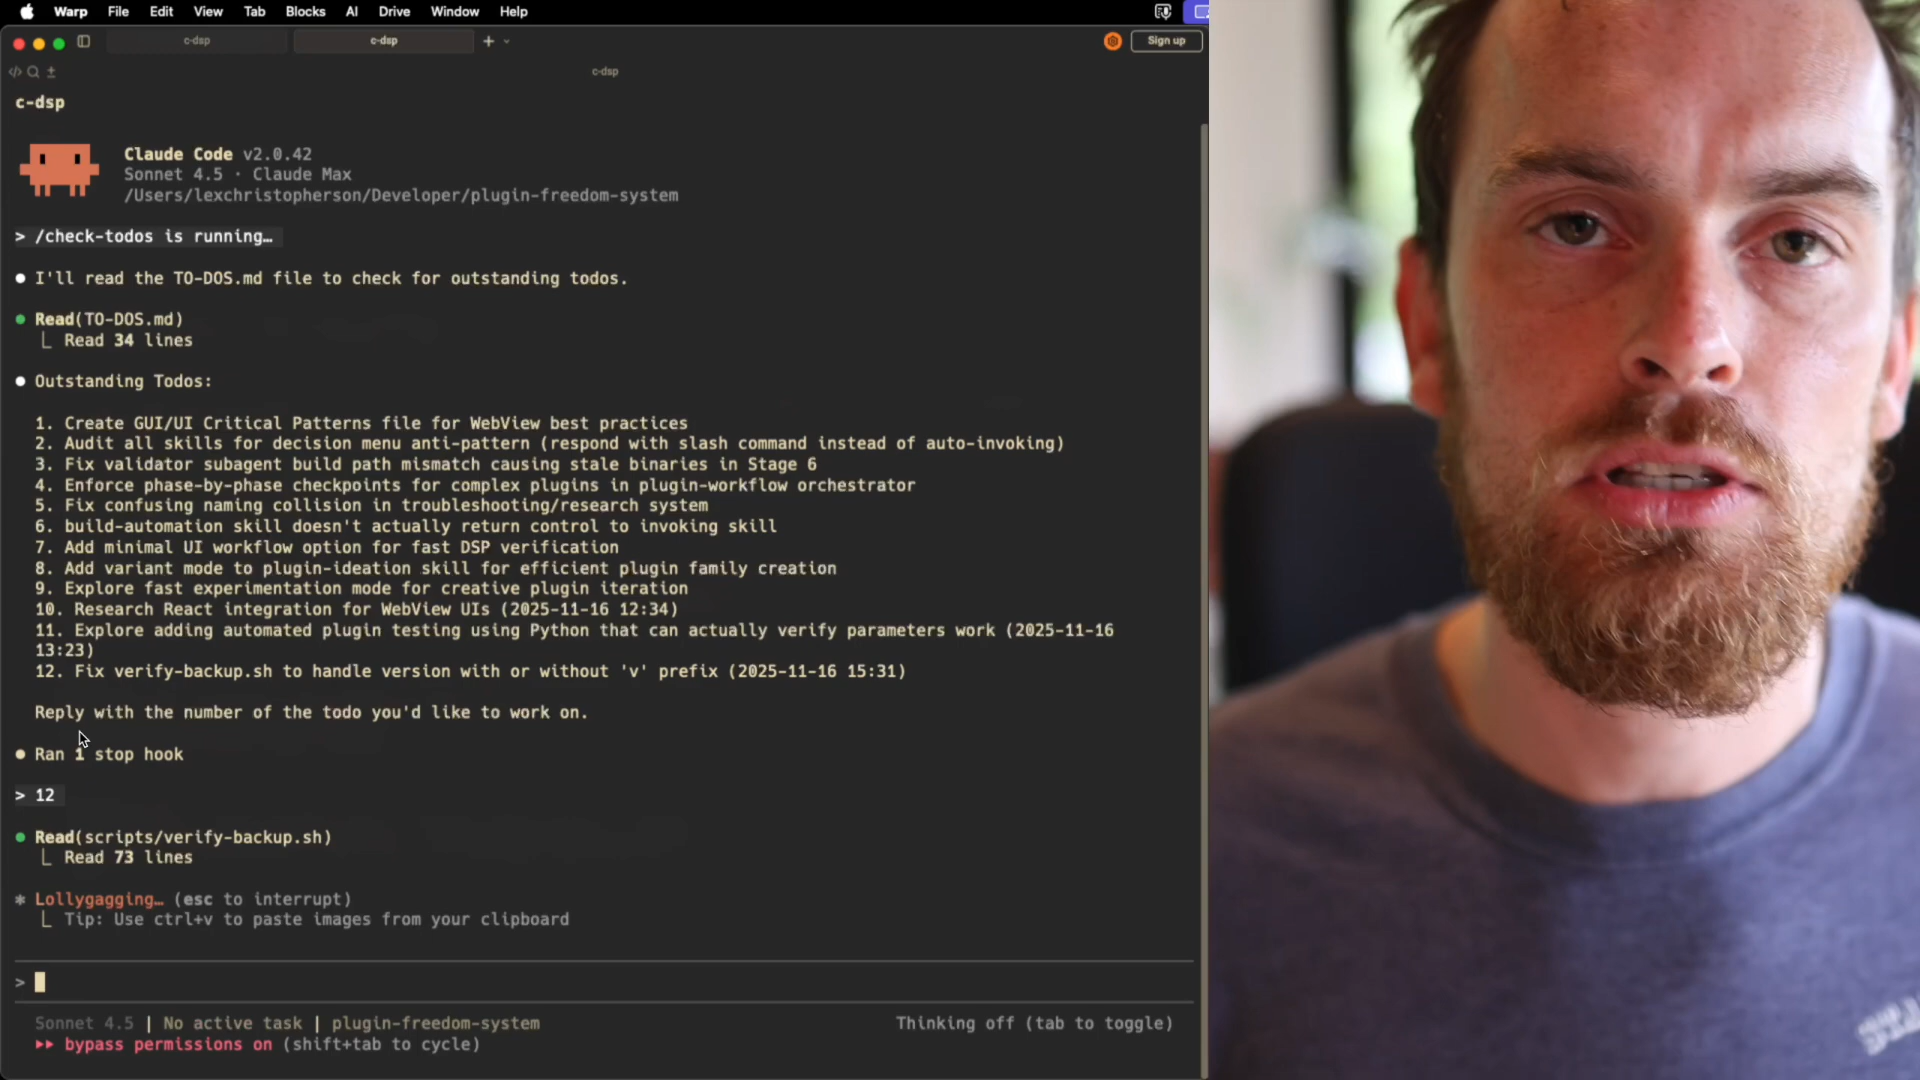 Warp File Edit View Tab Blocks AI Drive Window Help
c-dsp c-dsp Sign up
c-dsp
c-dsp
Claude Code v2.0.42
Sonnet 4.5 · Claude Max
/Users/lexchristopherson/Developer/plugin-freedom-system
> /check-todos is running…
● I'll read the TO-DOS.md file to check for outstanding todos.
● Read(TO-DOS.md)
⎿ Read 34 lines
● Outstanding Todos:
1. Create GUI/UI Critical Patterns file for WebView best practices
2. Audit all skills for decision menu anti-pattern (respond with slash command instead of auto-invoking)
3. Fix validator subagent build path mismatch causing stale binaries in Stage 6
4. Enforce phase-by-phase checkpoints for complex plugins in plugin-workflow orchestrator
5. Fix confusing naming collision in troubleshooting/research system
6. build-automation skill doesn't actually return control to invoking skill
7. Add minimal UI workflow option for fast DSP verification
8. Add variant mode to plugin-ideation skill for efficient plugin family creation
9. Explore fast experimentation mode for creative plugin iteration
10. Research React integration for WebView UIs (2025-11-16 12:34)
11. Explore adding automated plugin testing using Python that can actually verify parameters work (2025-11-16
13:23)
12. Fix verify-backup.sh to handle version with or without 'v' prefix (2025-11-16 15:31)
Reply with the number of the todo you'd like to work on.
● Ran 1 stop hook
> 12
● Read(scripts/verify-backup.sh)
⎿ Read 73 lines
✻ Lollygagging… (esc to interrupt)
⎿ Tip: Use ctrl+v to paste images from your clipboard
>
Sonnet 4.5 | No active task | plugin-freedom-system Thinking off (tab to toggle)
⏵⏵ bypass permissions on (shift+tab to cycle)